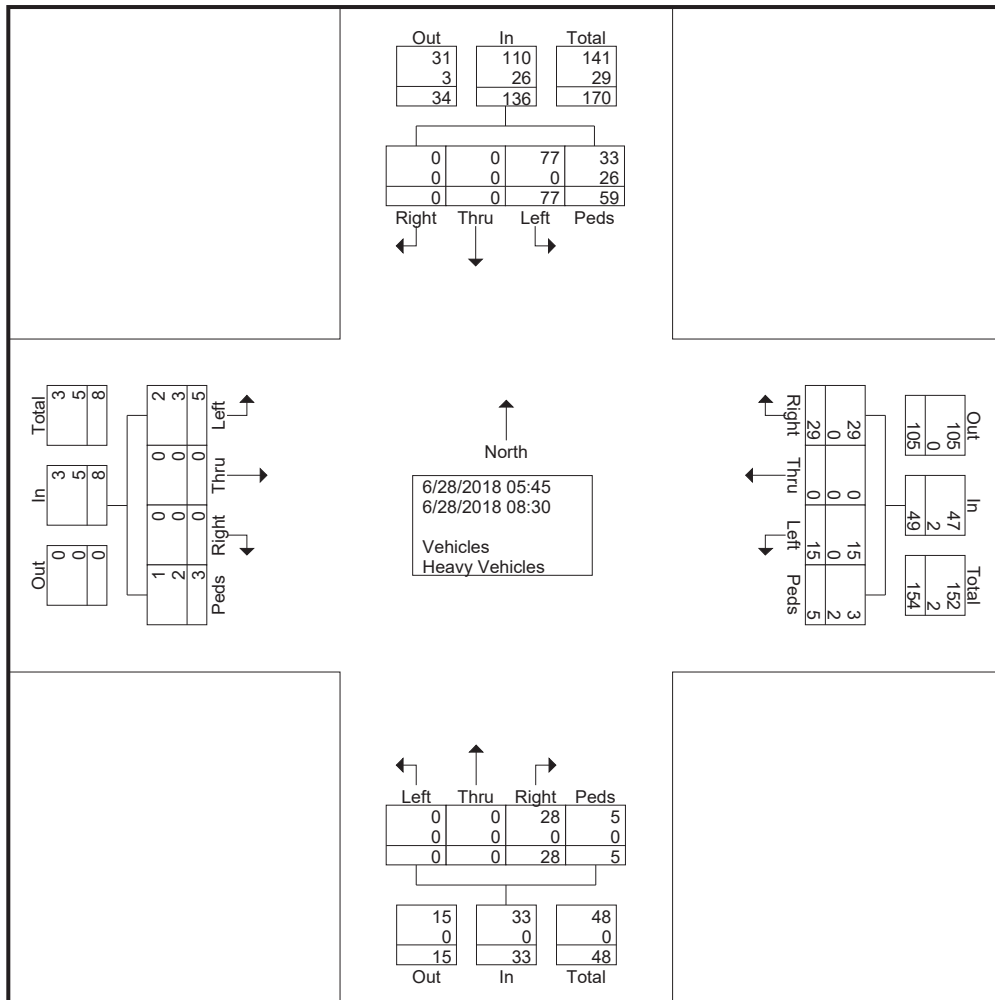 Out In Total
31 110 141
3 26 29
34 136 170
0 0 77 33
0 0 0 26
0 0 77 59
Right Thru Left Peds
Total
3
5
8
In
3
5
8
Out
0
0
0
2
3
5
Left
0
0
0
Thru
0
0
0
Right
1
2
3
Peds
North
6/28/2018 05:45
6/28/2018 08:30
Vehicles
Heavy Vehicles
Right
29
0
29
Thru
0
0
0
Left
15
0
15
Peds
3
2
5
Out
105
0
105
In
47
2
49
Total
152
2
154
Left Thru Right Peds
0 0 28 5
0 0 0 0
0 0 28 5
15 33 48
0 0 0
15 33 48
Out In Total